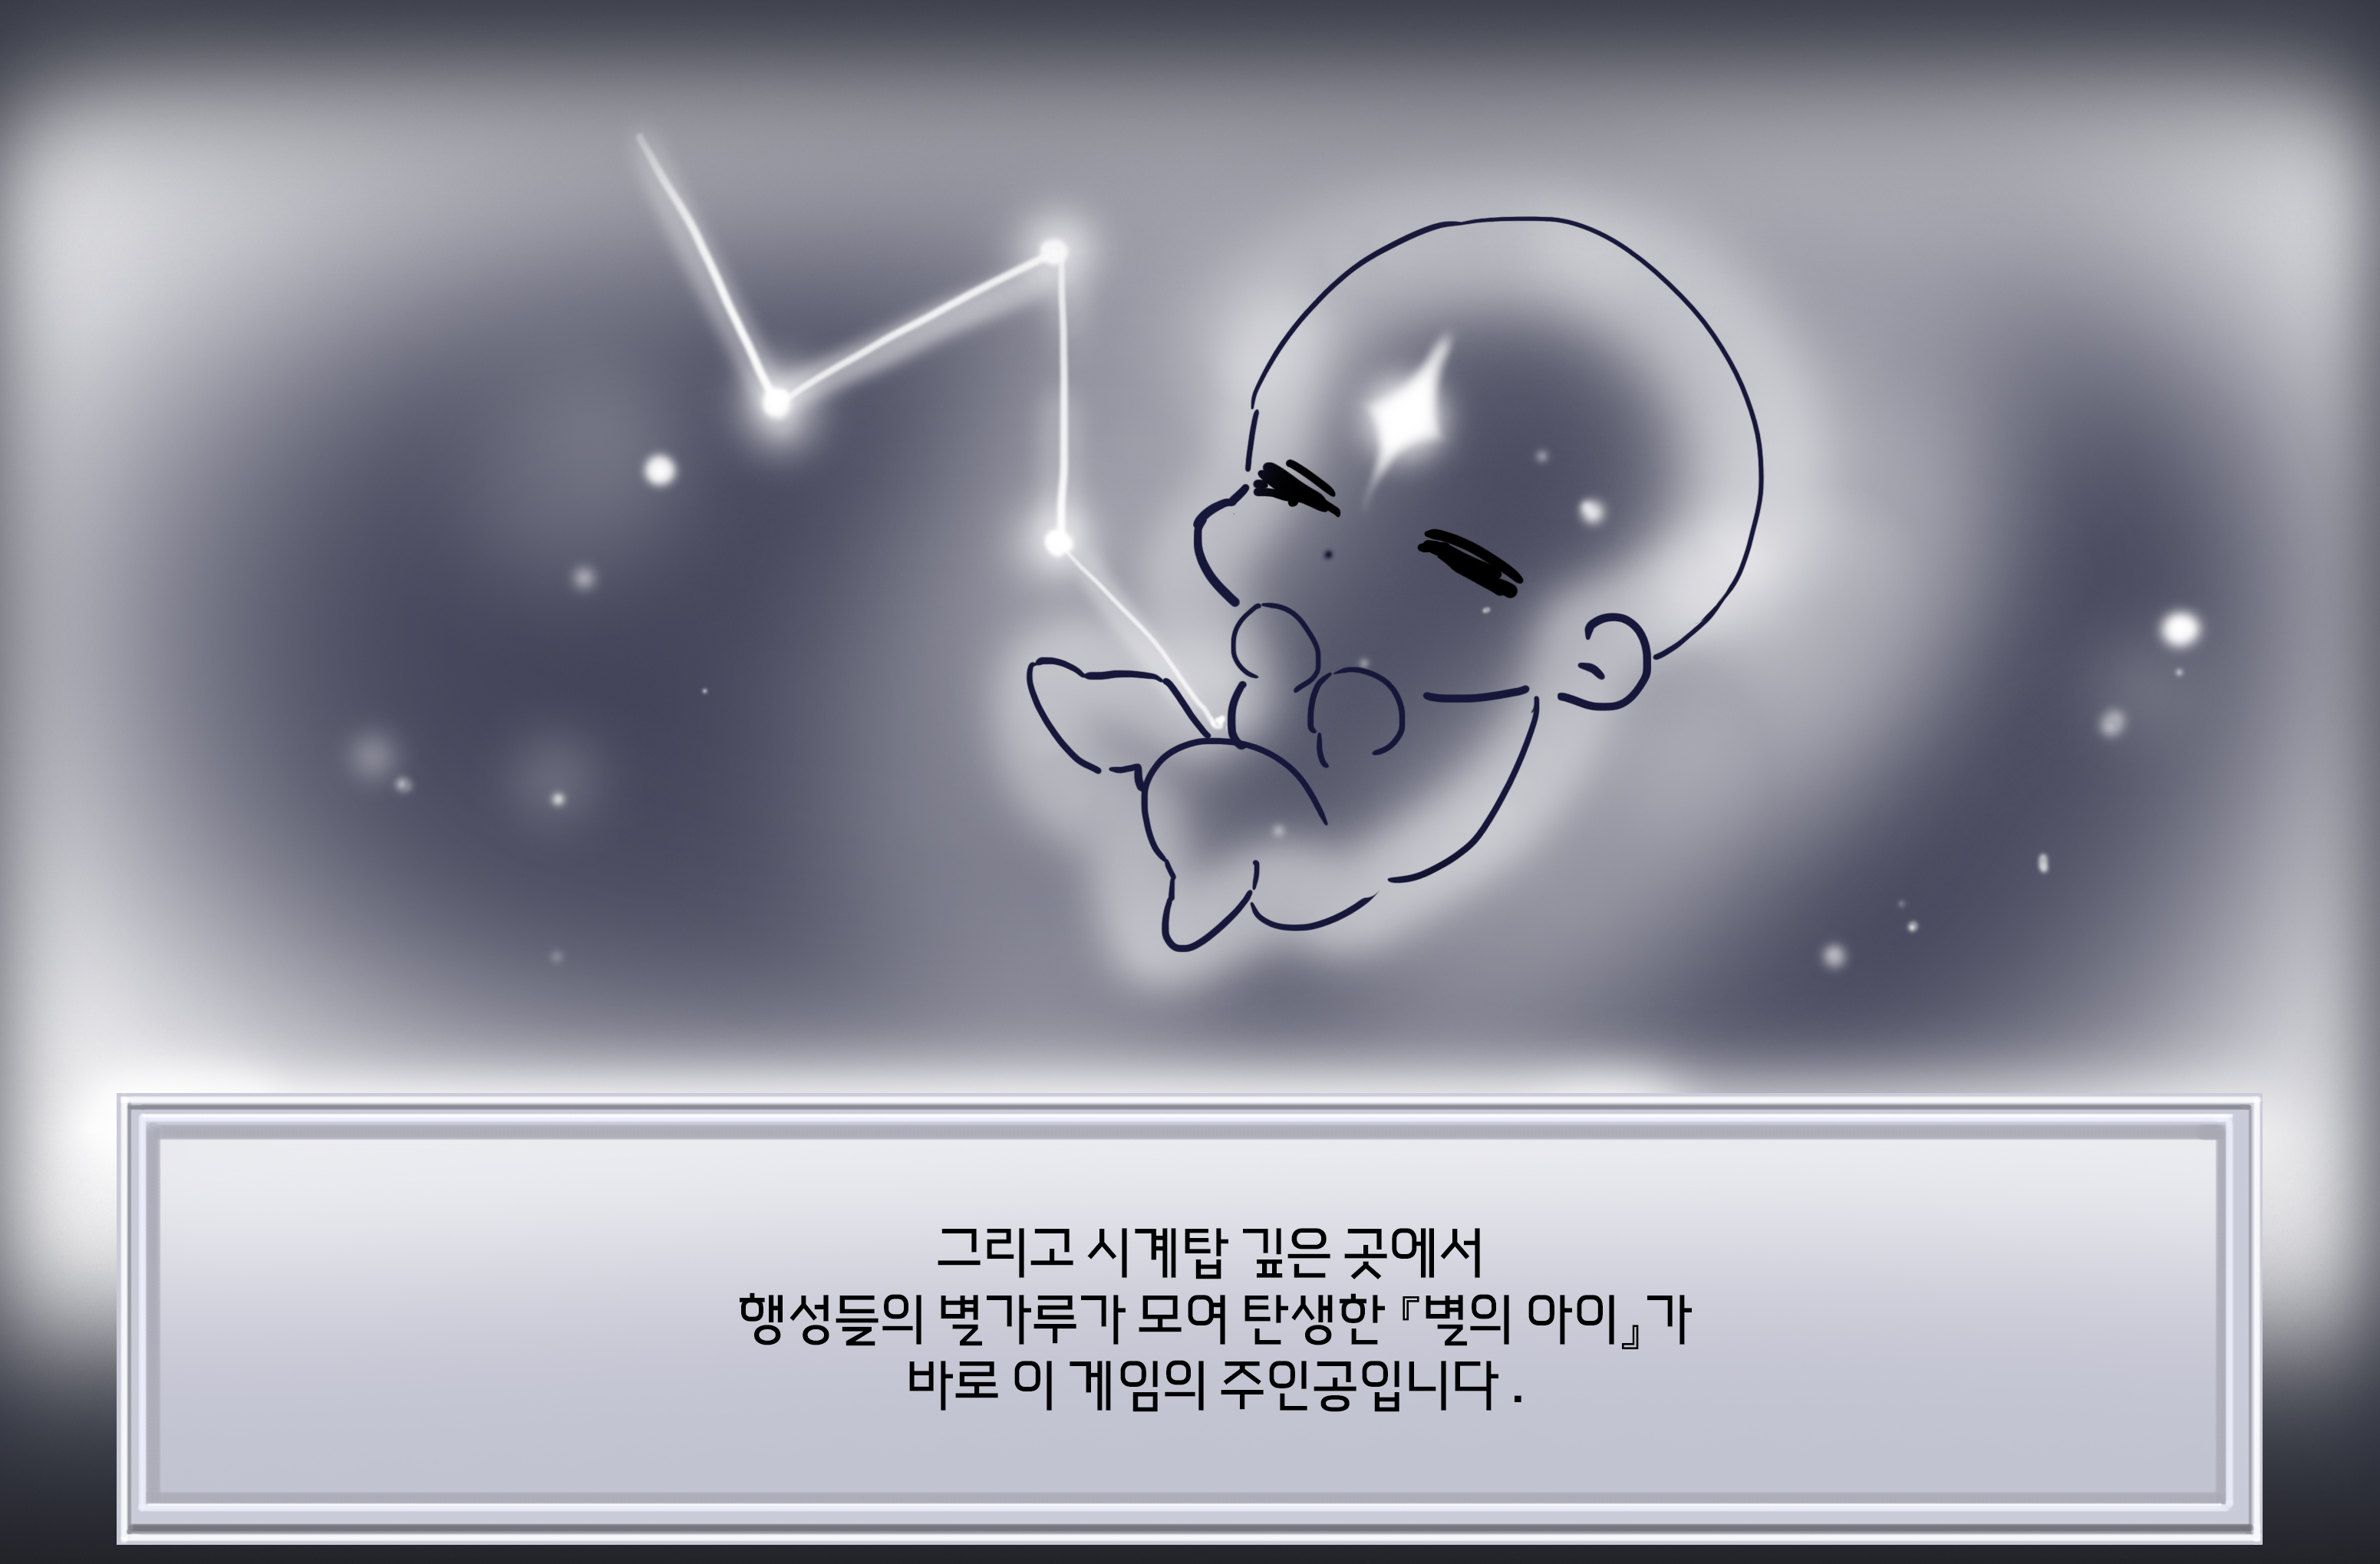 그리고 시계탑 깊은 곳에서
행성들의 별가루가 모여 탄생한 『별의 아이』가
바로 이 게임의 주인공입니다 .